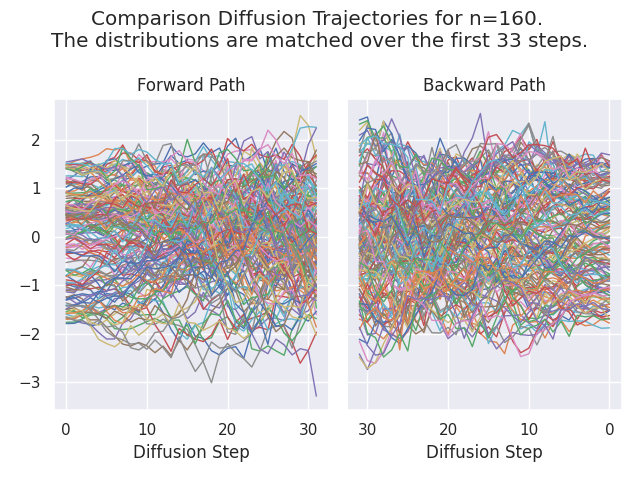 Comparison Diffusion Trajectories for n=160.
The distributions are matched over the first 33 steps.
Forward Path
Backward Path
2
1
0
−1
−2
−3
0 10 20 30
30 20 10 0
Diffusion Step
Diffusion Step